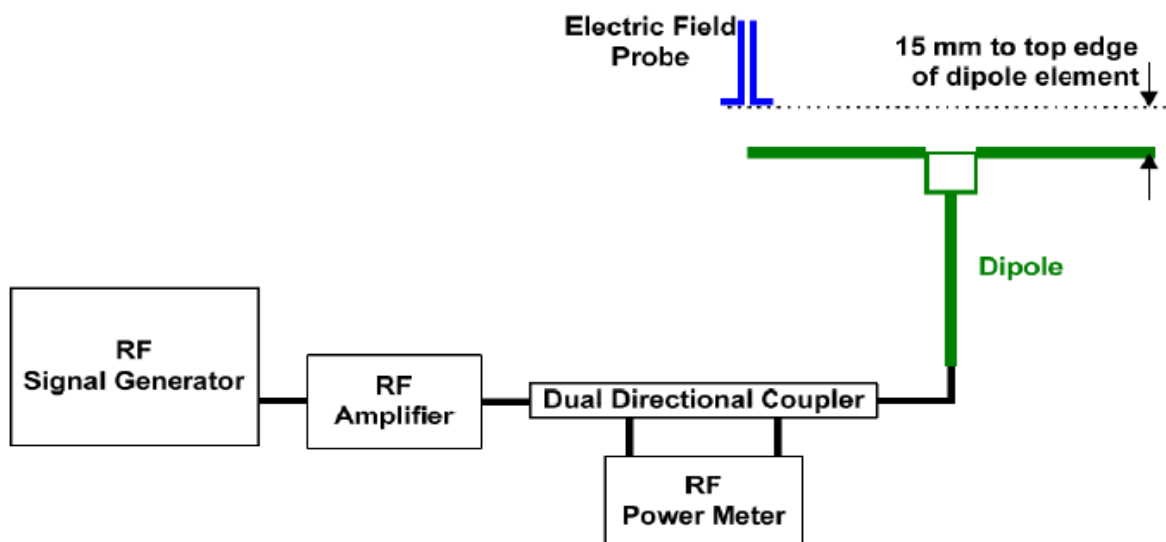 Electric Field
Probe
15 mm to top edge
of dipole element
Dipole
RF
Signal Generator
RF
Amplifier
Dual Directional Coupler
RF
Power Meter